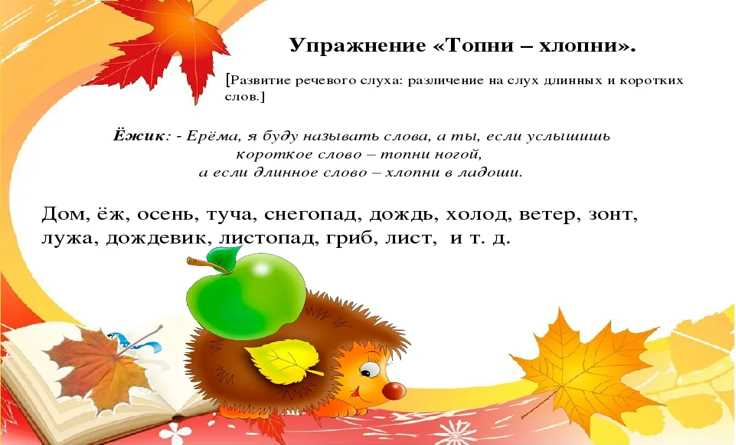 Упражнение «Топни – хлопни».
[Развитие речевого слуха: различение на слух длинных и коротких
слов.]
Ёжик: - Ерёма, я буду называть слова, а ты, если услышишь
короткое слово – топни ногой,
а если длинное слово – хлопни в ладоши.
Дом, ёж, осень, туча, снегопад, дождь, холод, ветер, зонт,
лужа, дождевик, листопад, гриб, лист,  и т. д.